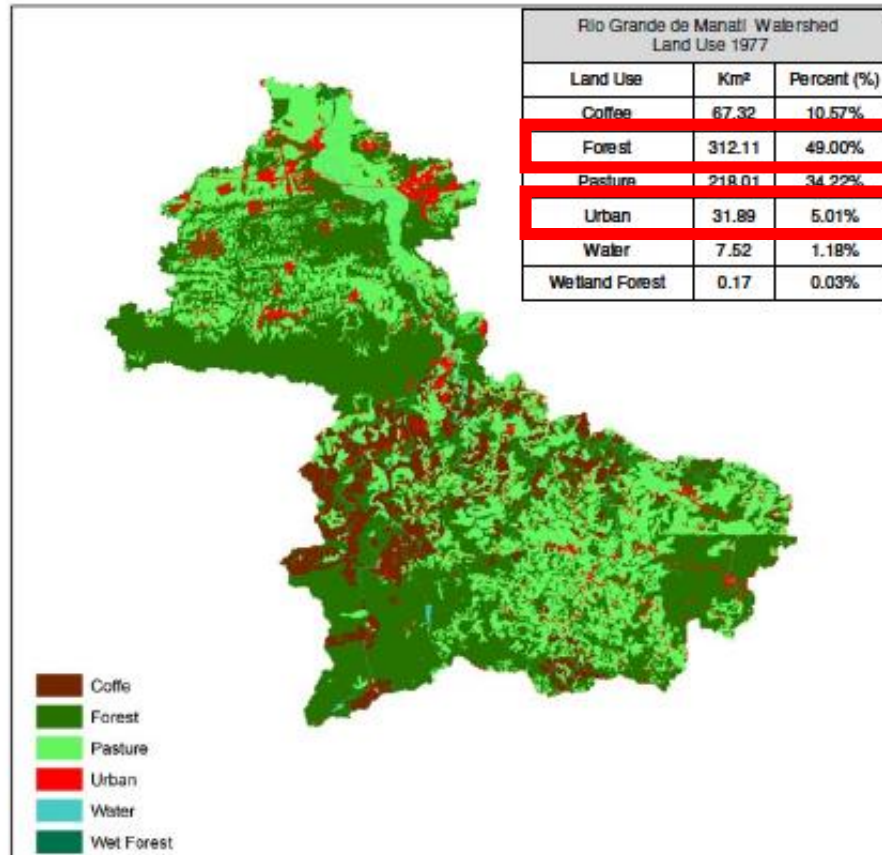 Rio Grande de Manatí Watershed
Land Use 1977
Land Use Km² Percent (%)
Coffee 67.32 10.57%
Forest 312.11 49.00%
Pasture 218.01 34.22%
Urban 31.89 5.01%
Water 7.52 1.18%
Wetland Forest 0.17 0.03%
Coffe
Forest
Pasture
Urban
Water
Wet Forest